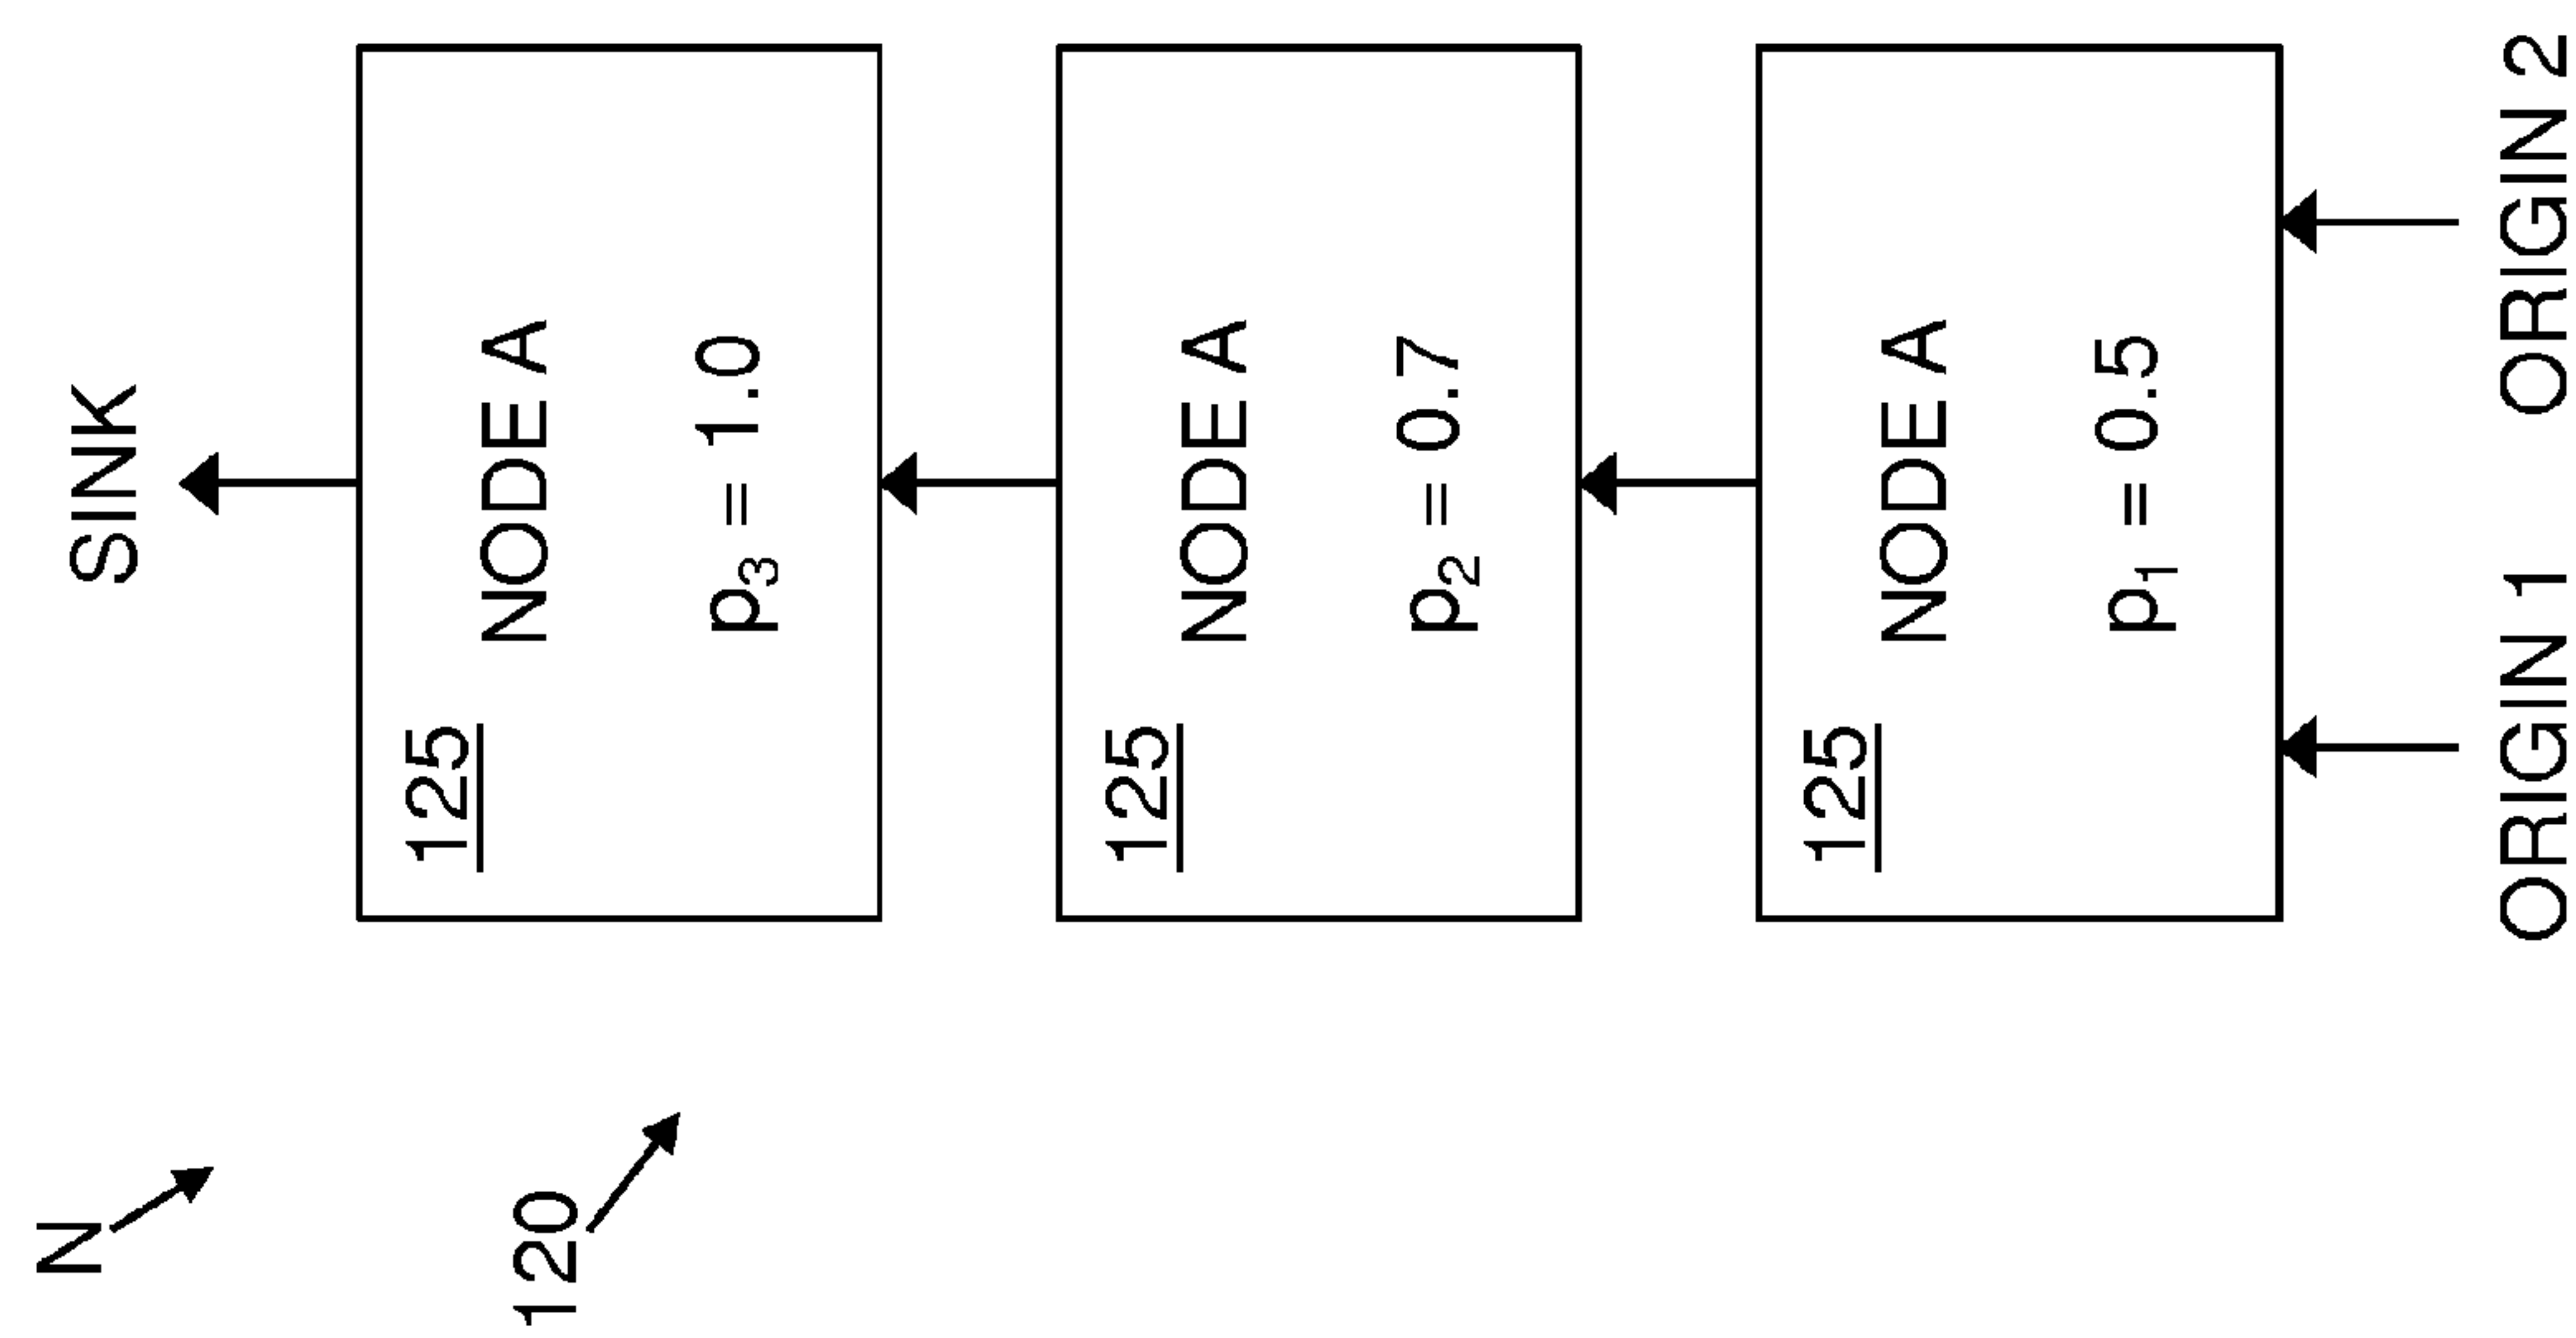 N
SINK
120
125
NODE A
p₃ = 1.0
125
NODE A
p₂ = 0.7
125
NODE A
p₁ = 0.5
ORIGIN 1
ORIGIN 2